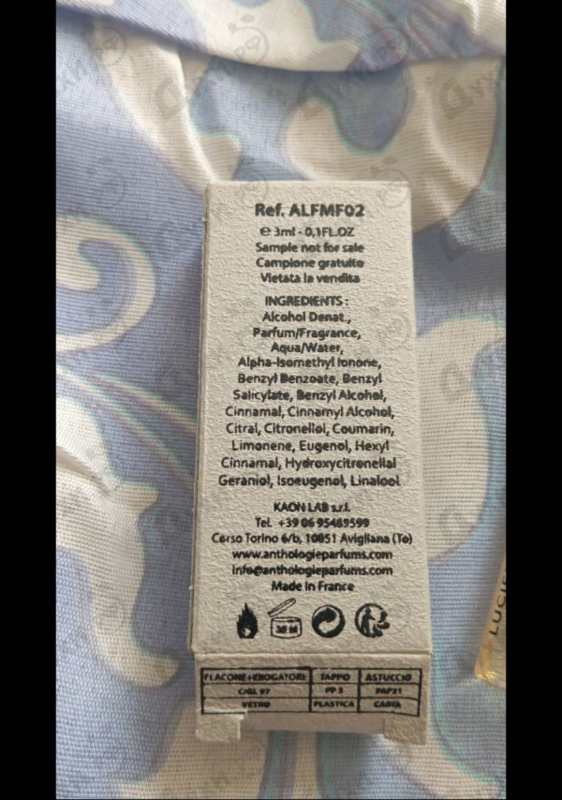 Ref. ALFMF02
e 3ml - 0,1FL.OZ
Sample not for sale
Campione gratuito
Vietata la vendita
INGREDIENTS :
Alcohol Denat.,
Parfum/Fragrance,
Aqua/Water,
Alpha-Isomethyl Ionone,
Benzyl Benzoate, Benzyl
Salicylate, Benzyl Alcohol,
Cinnamal, Cinnamyl Alcohol,
Citral, Citronellol, Coumarin,
Limonene, Eugenol, Hexyl
Cinnamal, Hydroxycitronellal
Geraniol, Isoeugenol, Linalool
KAON LAB s.r.l.
Tel. +39 06 95469599
Corso Torino 6/b, 10051 Avigliana (To)
www.anthologieparfums.com
info@anthologieparfums.com
Made in France
FLACONE+EROGATORE TAPPO ASTUCCIO
C/GL 97 PP 5 PAP21
VETRO PLASTICA CARTA
Духи.рф